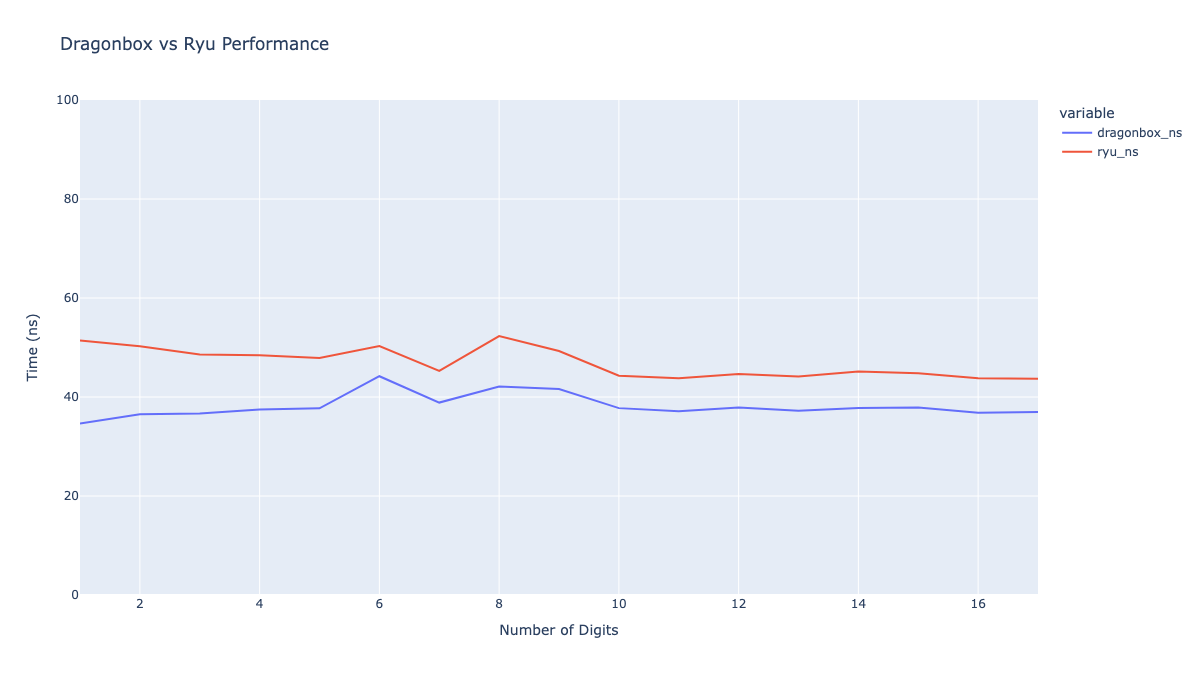 Dragonbox vs Ryu Performance
100
80
60
40
20
0
Time (ns)
2 4 6 8 10 12 14 16
Number of Digits
variable
dragonbox_ns
ryu_ns